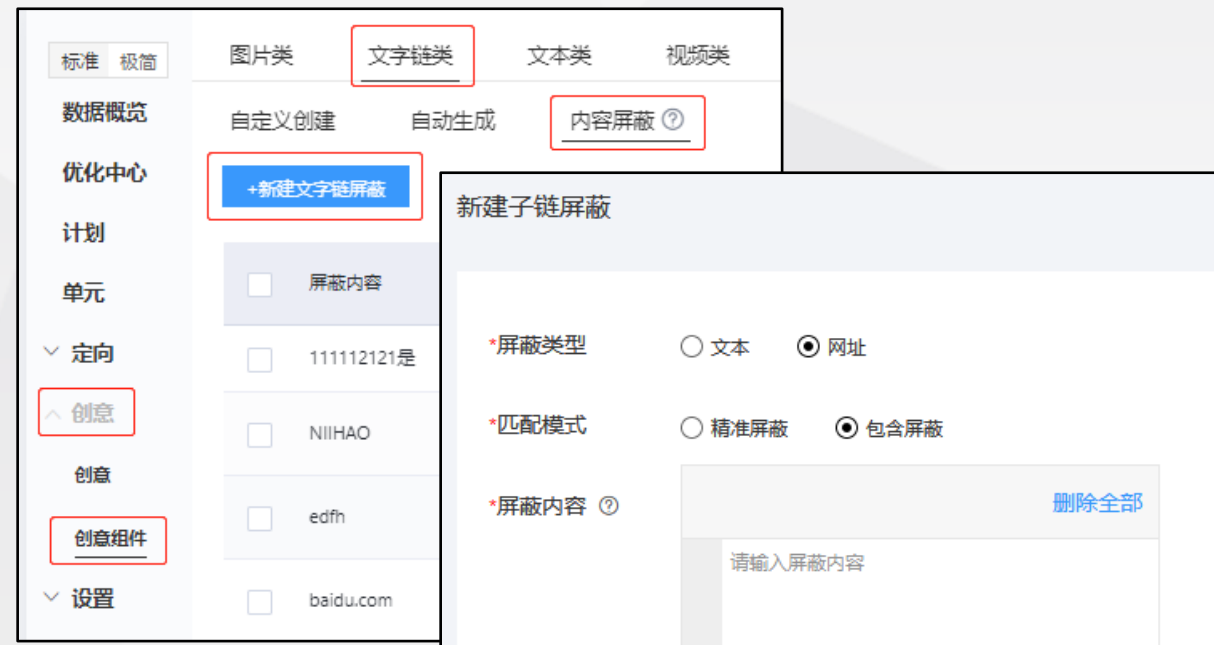 标准 极简
数据概览
优化中心
计划
单元
定向
创意
创意
创意组件
设置
图片类 文字链类 文本类 视频类
自定义创建 自动生成 内容屏蔽 ?
+新建文字链屏蔽
屏蔽内容
111112121是
NIIHAO
edfh
baidu.com
新建子链屏蔽
*屏蔽类型 文本 网址
*匹配模式 精准屏蔽 包含屏蔽
*屏蔽内容 ?
删除全部
请输入屏蔽内容